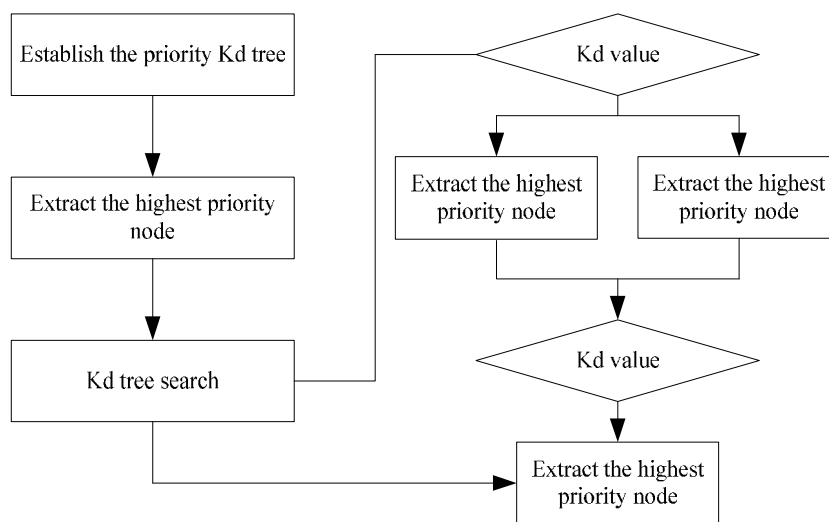 Establish the priority Kd tree
Extract the highest priority
node
Kd tree search
Kd value
Extract the highest
priority node
Extract the highest
priority node
Kd value
Extract the highest
priority node